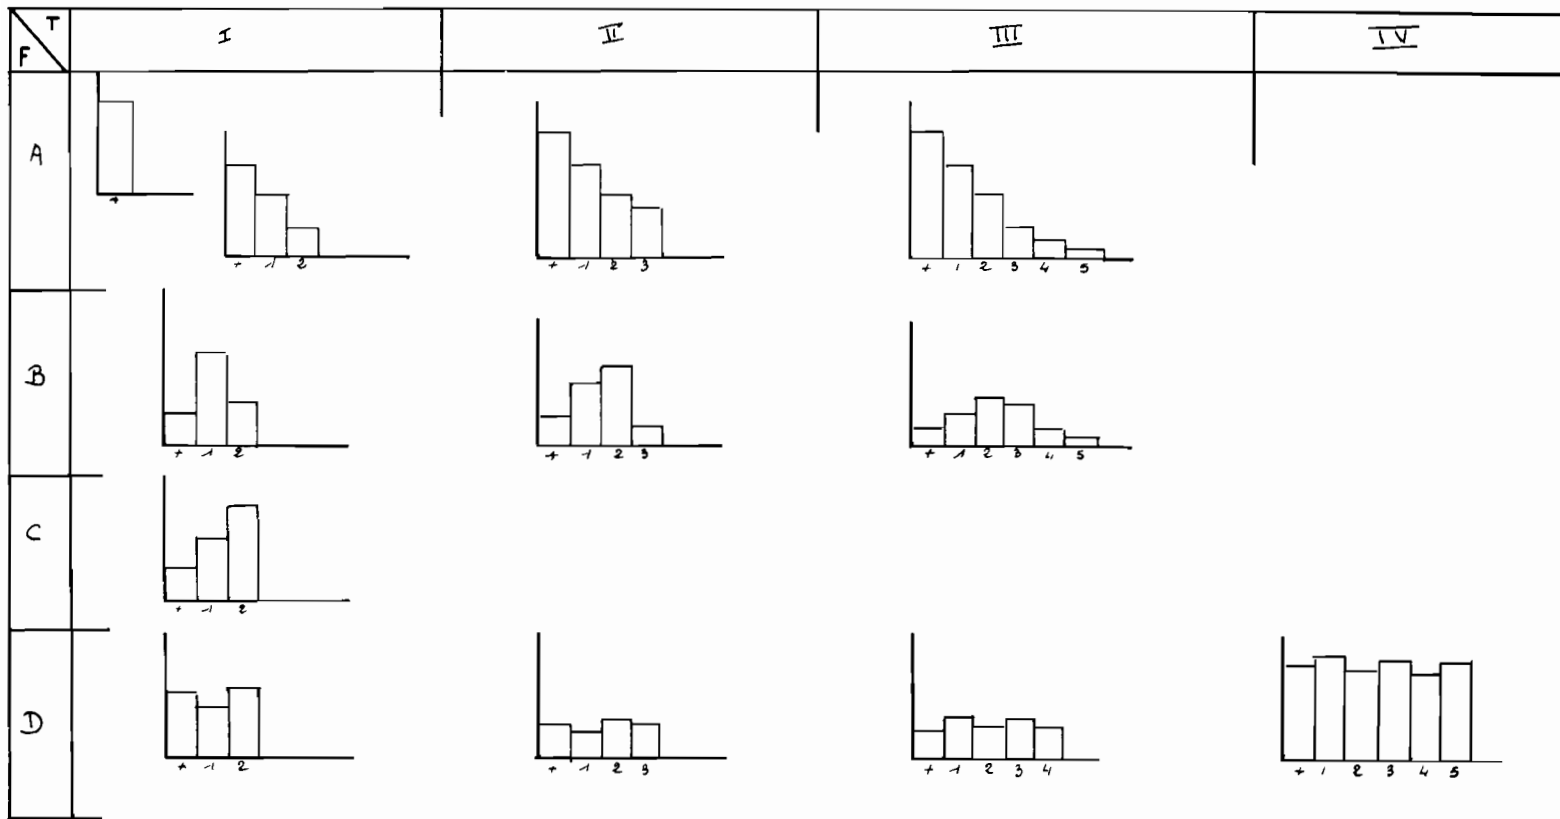 T
F
I II III IV
A
+
+ 1 2
+ 1 2 3
+ 1 2 3 4 5
B
+ 1 2
+ 1 2 3
+ 1 2 3 4 5
C
+ 1 2
D
+ 1 2
+ 1 2 3
+ 1 2 3 4
+ 1 2 3 4 5